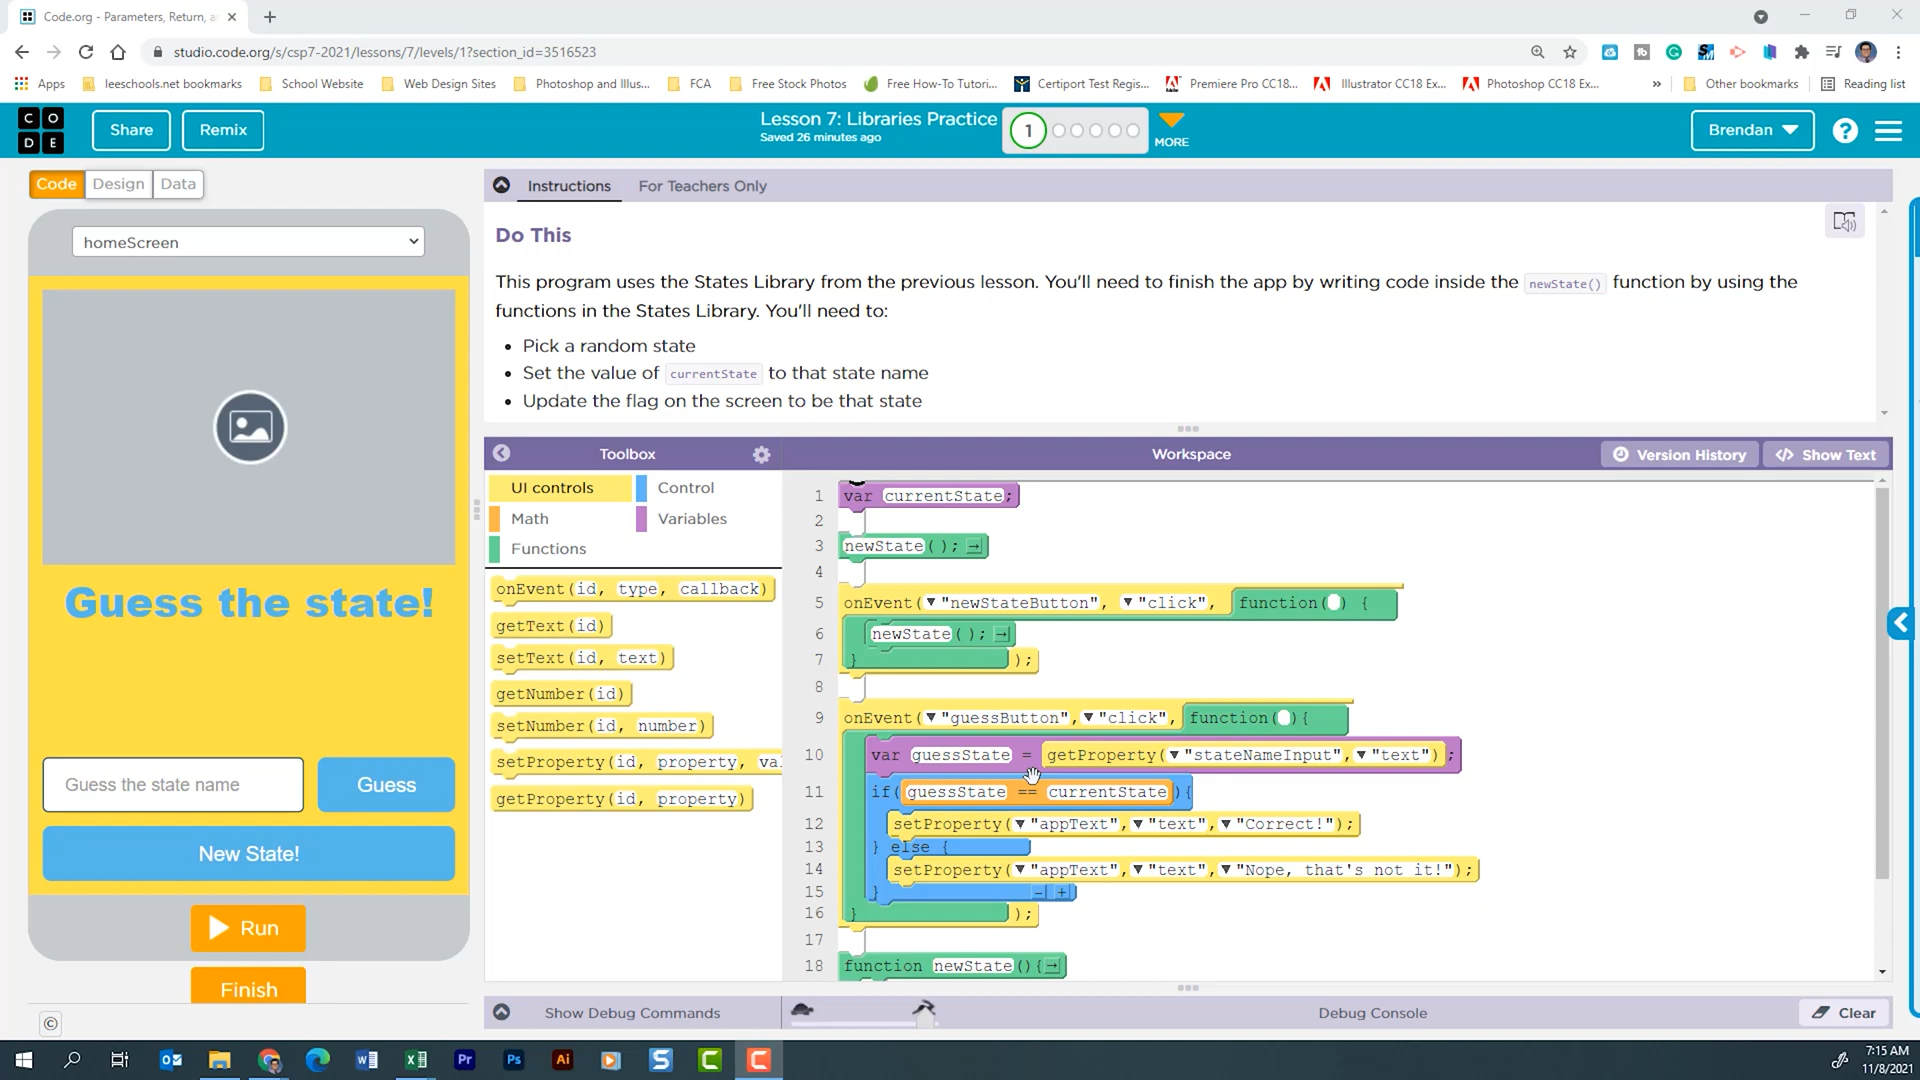 Code.org - Parameters, Return, a
studio.code.org/s/csp7-2021/lessons/7/levels/1?section_id=3516523
Apps
leeschools.net bookmarks
School Website
Web Design Sites
Photoshop and Illus...
FCA
Free Stock Photos
Free How-To Tutori...
Certiport Test Regis...
Premiere Pro CC18...
Illustrator CC18 Ex...
Photoshop CC18 Ex...
»
Other bookmarks
Reading list
C O
D E
Share
Remix
Lesson 7: Libraries Practice
Saved 26 minutes ago
1
MORE
Brendan
?
Code
Design
Data
Instructions
For Teachers Only
homeScreen
Do This
This program uses the States Library from the previous lesson. You'll need to finish the app by writing code inside the newState() function by using the
functions in the States Library. You'll need to:
• Pick a random state
• Set the value of currentState to that state name
• Update the flag on the screen to be that state
Toolbox
Workspace
Version History
</> Show Text
UI controls
Control
Math
Variables
Functions
onEvent(id, type, callback)
getText(id)
setText(id, text)
getNumber(id)
setNumber(id, number)
setProperty(id, property, val
getProperty(id, property)
1 var currentState;
2
3 newState();
4
5 onEvent("newStateButton", "click", function() {
6 newState();
7 } );
8
9 onEvent("guessButton", "click", function(){
10 var guessState = getProperty("stateNameInput", "text");
11 if(guessState == currentState){
12 setProperty("appText", "text", "Correct!");
13 } else {
14 setProperty("appText", "text", "Nope, that's not it!");
15 } - +
16 } );
17
18 function newState(){
Guess the state!
Guess the state name
Guess
New State!
Run
Finish
©
Show Debug Commands
Debug Console
Clear
Pr
Ps
Ai
7:15 AM
11/8/2021